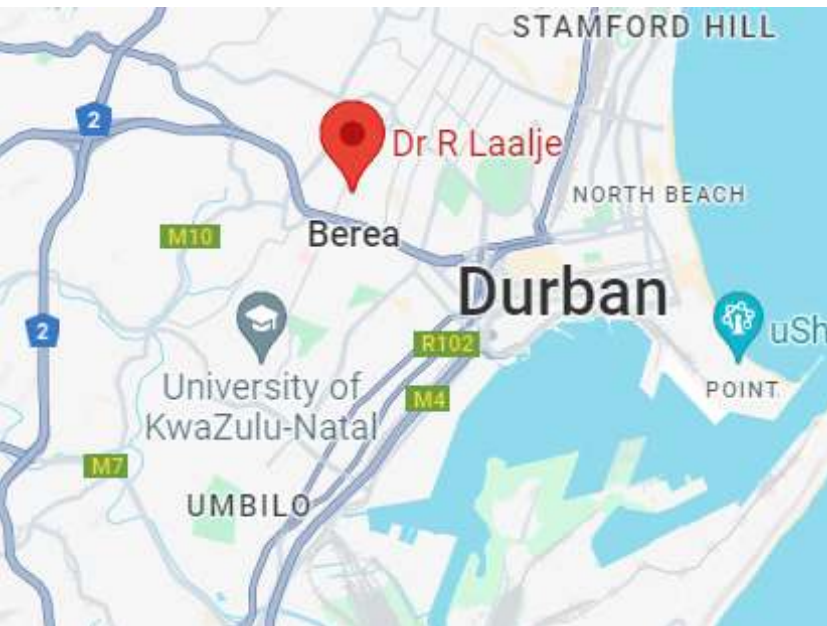 STAMFORD HILL
2
Dr R Laalje
NORTH BEACH
Berea
M10
Durban
2
R102
uSh
University of
KwaZulu-Natal
M4
POINT
M7
UMBILO